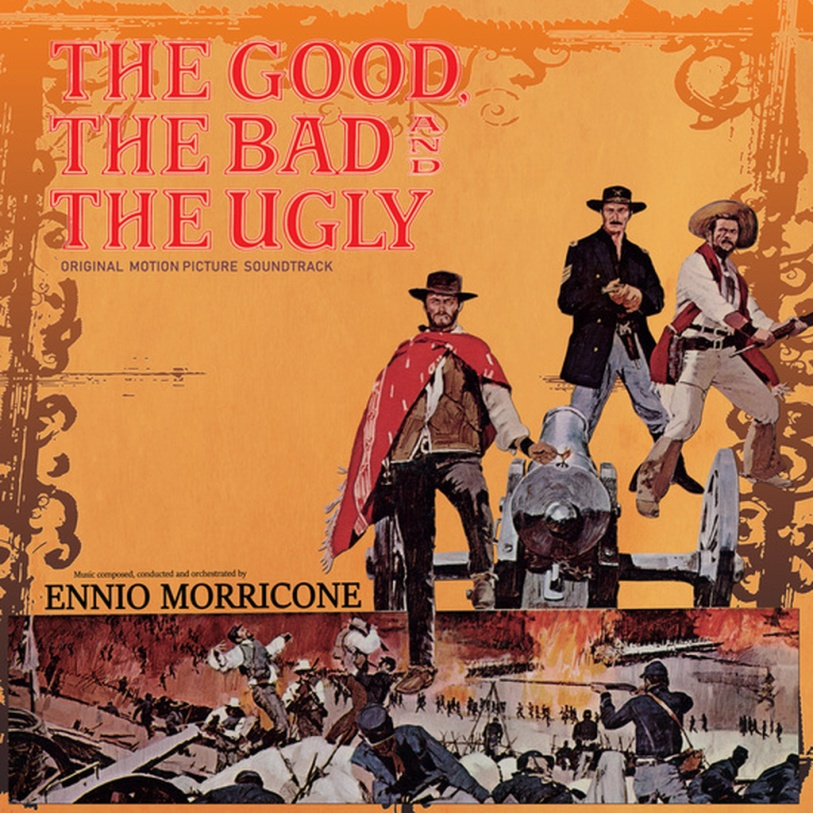 THE GOOD,
THE BAD AND
THE UGLY
ORIGINAL MOTION PICTURE SOUNDTRACK
Music composed, conducted and orchestrated by
ENNIO MORRICONE